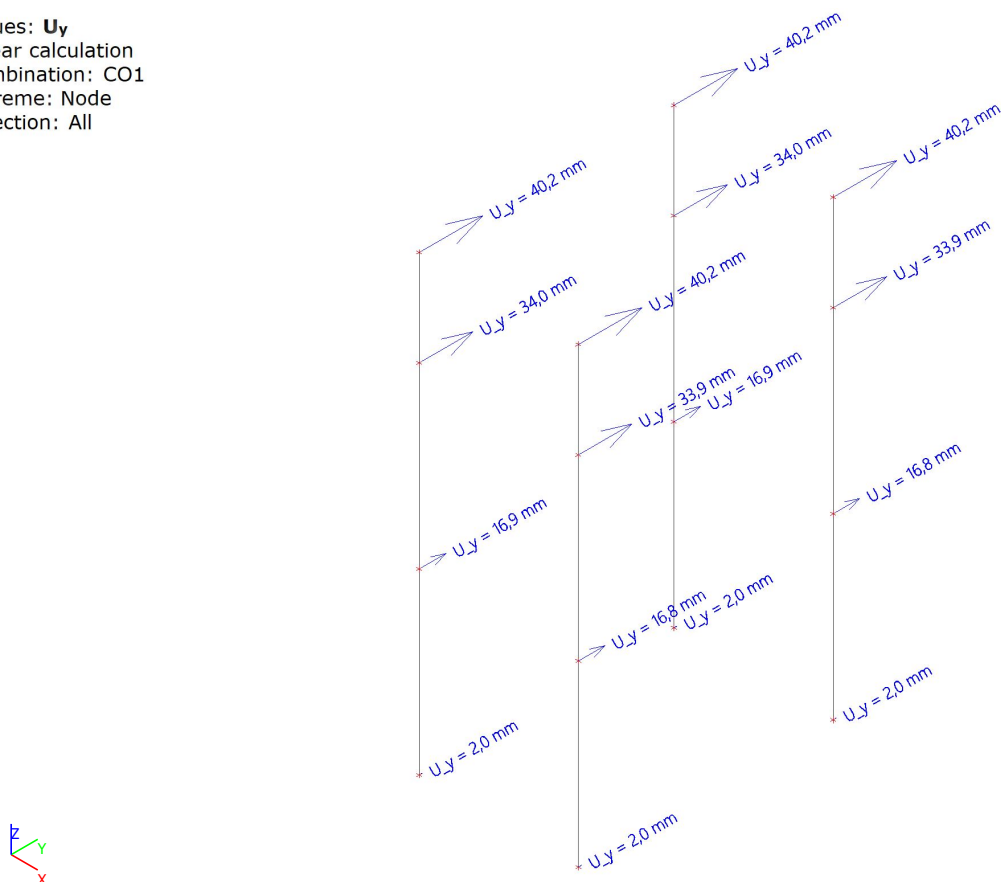 ues: Uy
ar calculation
mbination: CO1
reme: Node
ection: All
U_y = 40,2 mm
U_y = 40,2 mm
U_y = 34,0 mm
U_y = 40,2 mm
U_y = 33,9 mm
U_y = 40,2 mm
U_y = 34,0 mm
U_y = 33,9 mm
U_y = 16,9 mm
U_y = 16,8 mm
U_y = 16,9 mm
U_y = 16,8 mm
U_y = 2,0 mm
U_y = 2,0 mm
U_y = 2,0 mm
U_y = 2,0 mm
Z
Y
X